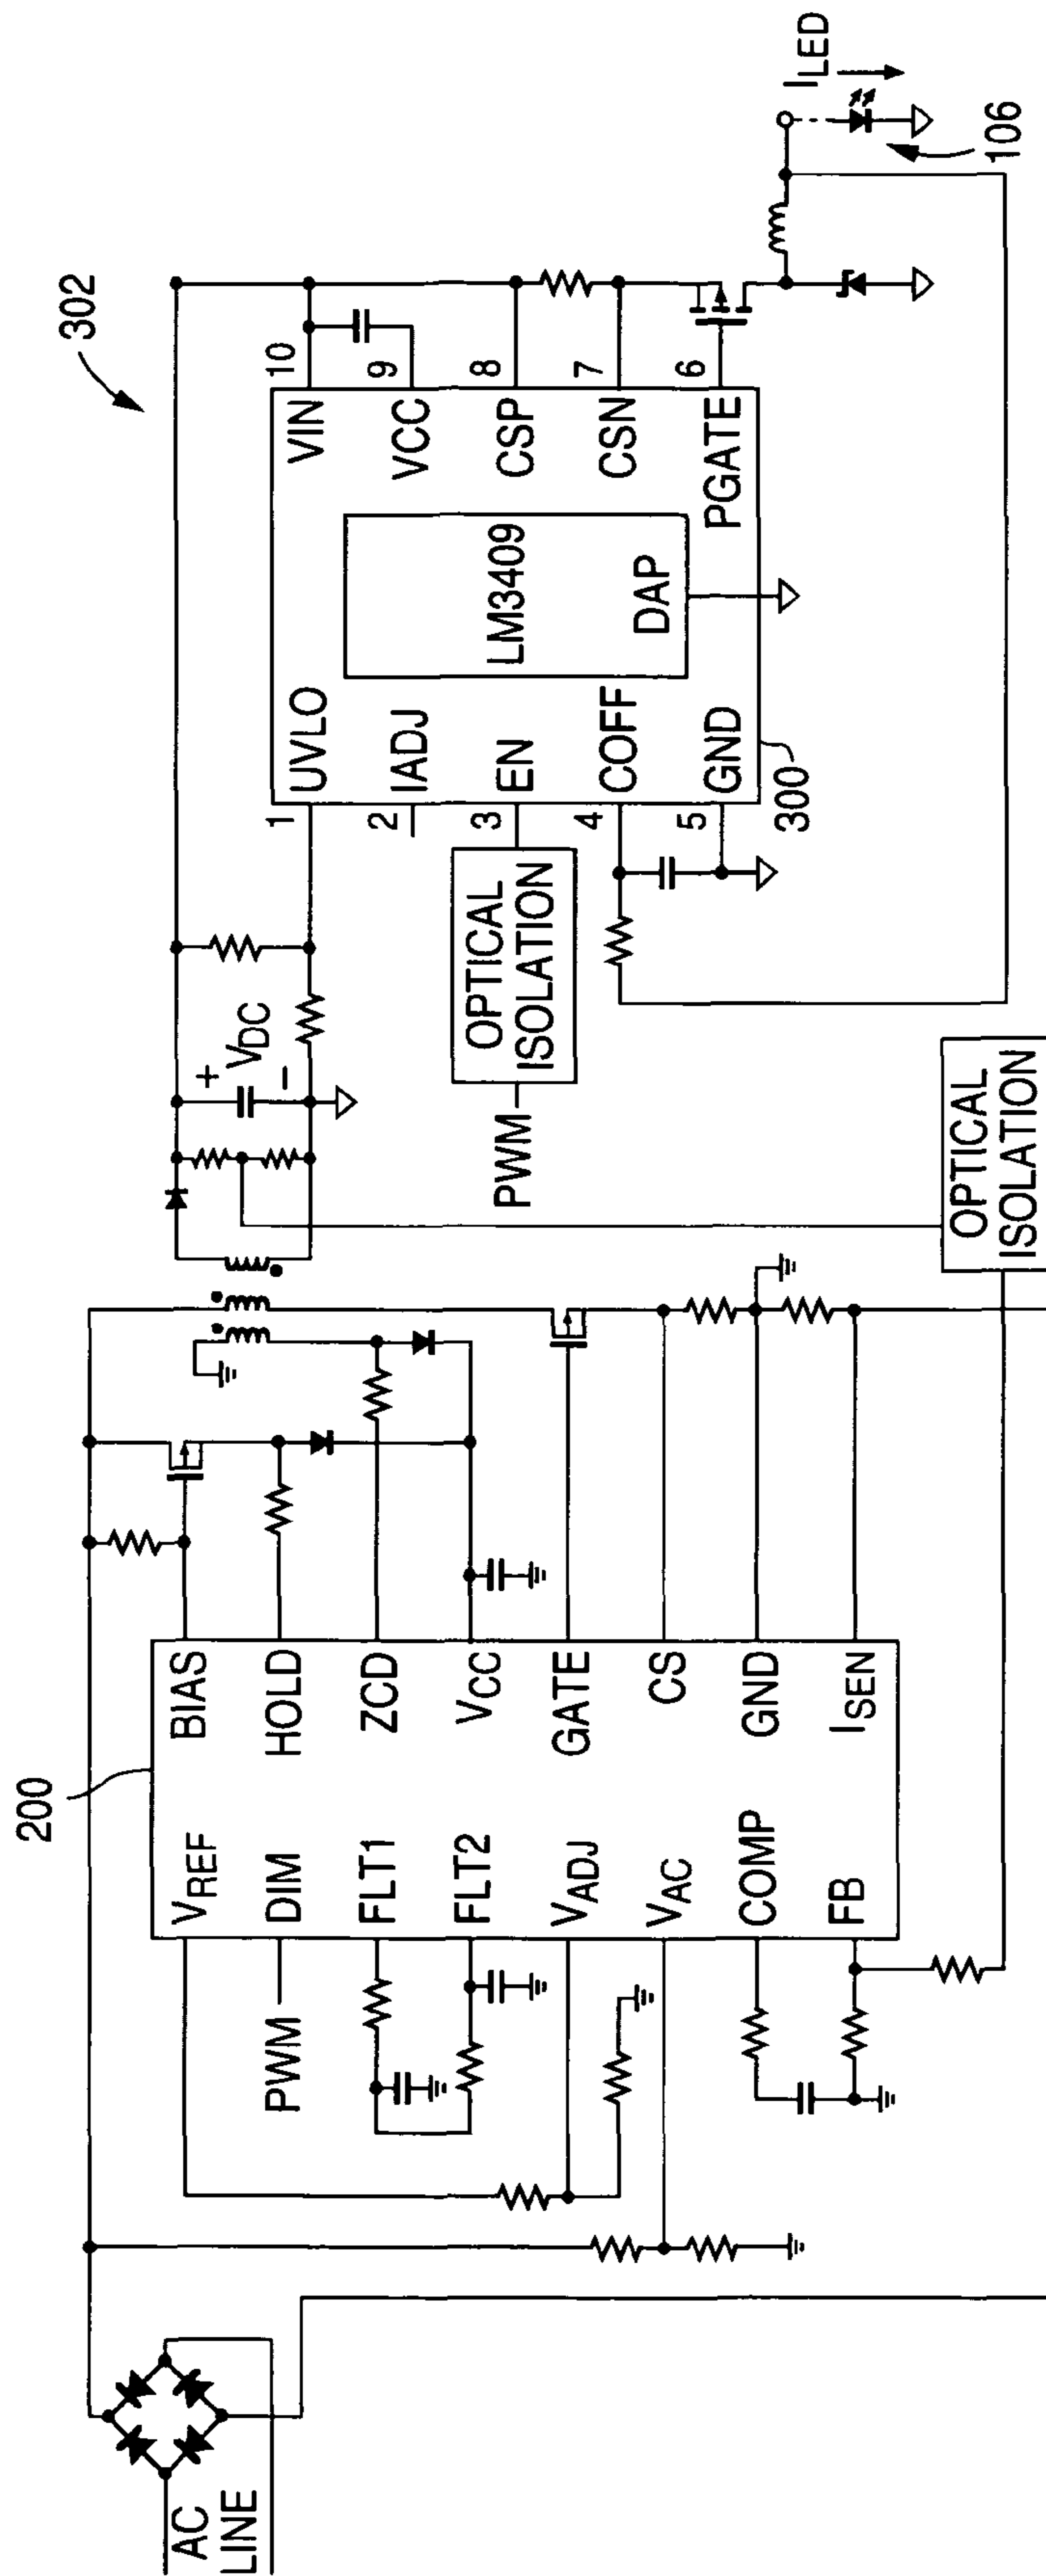 302
200
AC
LINE
VREF
DIM
FLT1
FLT2
VADJ
VAC
COMP
FB
BIAS
HOLD
ZCD
VCC
GATE
CS
GND
ISEN
PWM
VDC
+
−
PWM
OPTICAL
ISOLATION
OPTICAL
ISOLATION
1
2
3
4
5
UVLO
IADJ
EN
COFF
GND
LM3409
DAP
VIN
VCC
CSP
CSN
PGATE
10
9
8
7
6
300
ILED
106